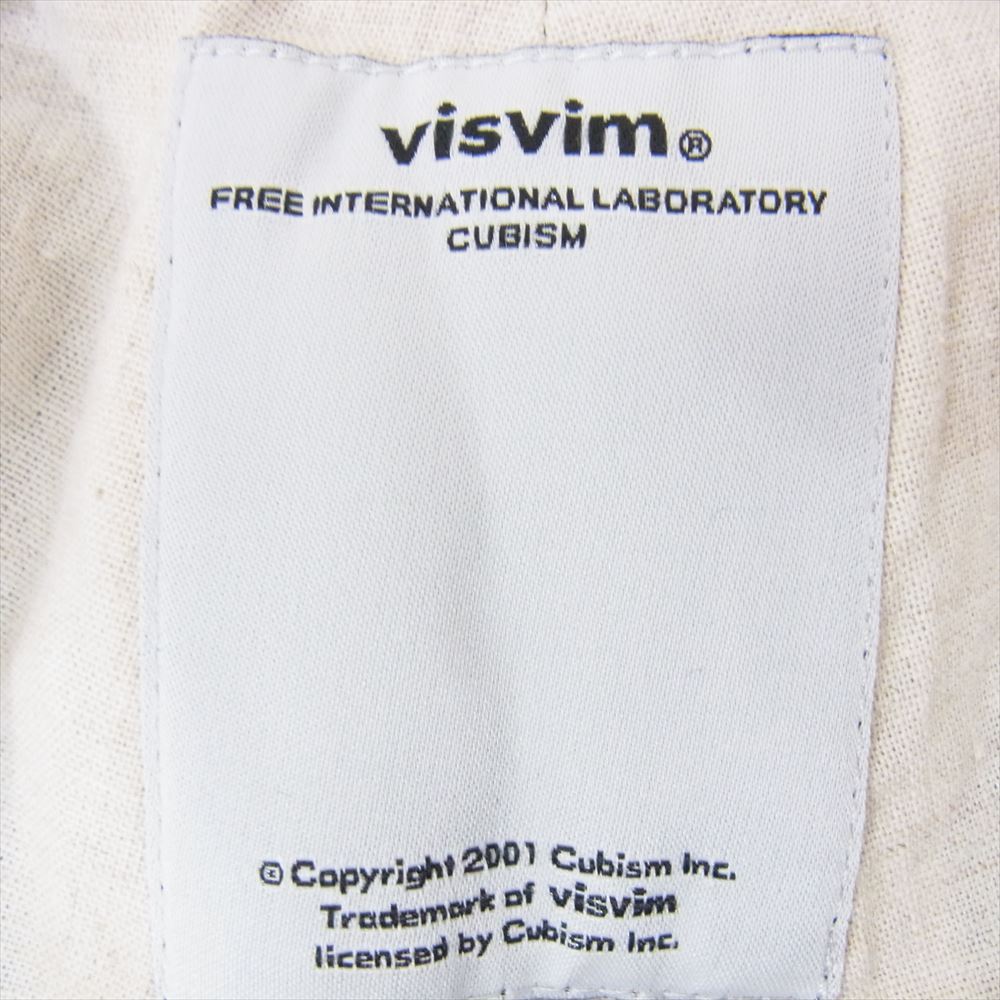 visvim®
FREE INTERNATIONAL LABORATORY
CUBISM
© Copyright 2001 Cubism Inc.
Trademark of visvim
licensed by Cubism Inc.